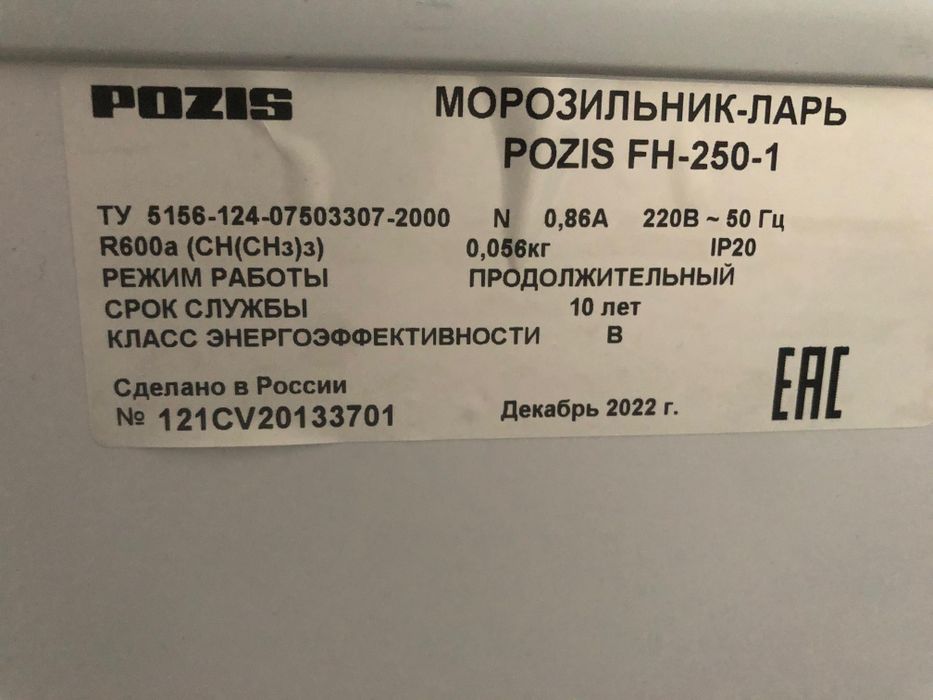 POZIS
МОРОЗИЛЬНИК-ЛАРЬ
POZIS FH-250-1
ТУ 5156-124-07503307-2000 N 0,86А 220В ~ 50 Гц
R600a (CH(CH3)3) 0,056кг IP20
РЕЖИМ РАБОТЫ ПРОДОЛЖИТЕЛЬНЫЙ
СРОК СЛУЖБЫ 10 лет
КЛАСС ЭНЕРГОЭФФЕКТИВНОСТИ В
Сделано в России
№ 121CV20133701 Декабрь 2022 г.
EAC